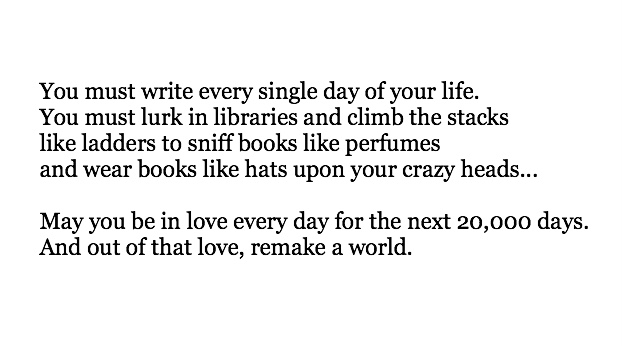 You must write every single day of your life.
You must lurk in libraries and climb the stacks
like ladders to sniff books like perfumes
and wear books like hats upon your crazy heads...
May you be in love every day for the next 20,000 days.
And out of that love, remake a world.